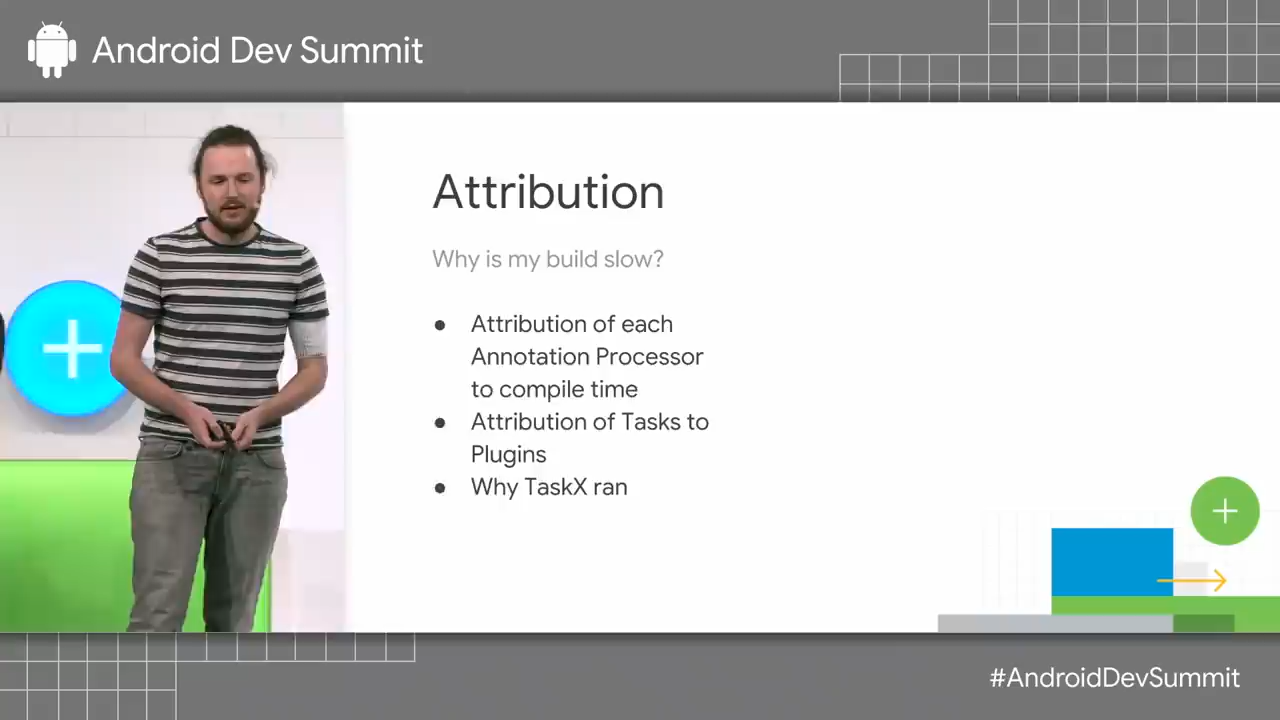 Android Dev Summit
Attribution
Why is my build slow?
● Attribution of each
Annotation Processor
to compile time
● Attribution of Tasks to
Plugins
● Why TaskX ran
#AndroidDevSummit